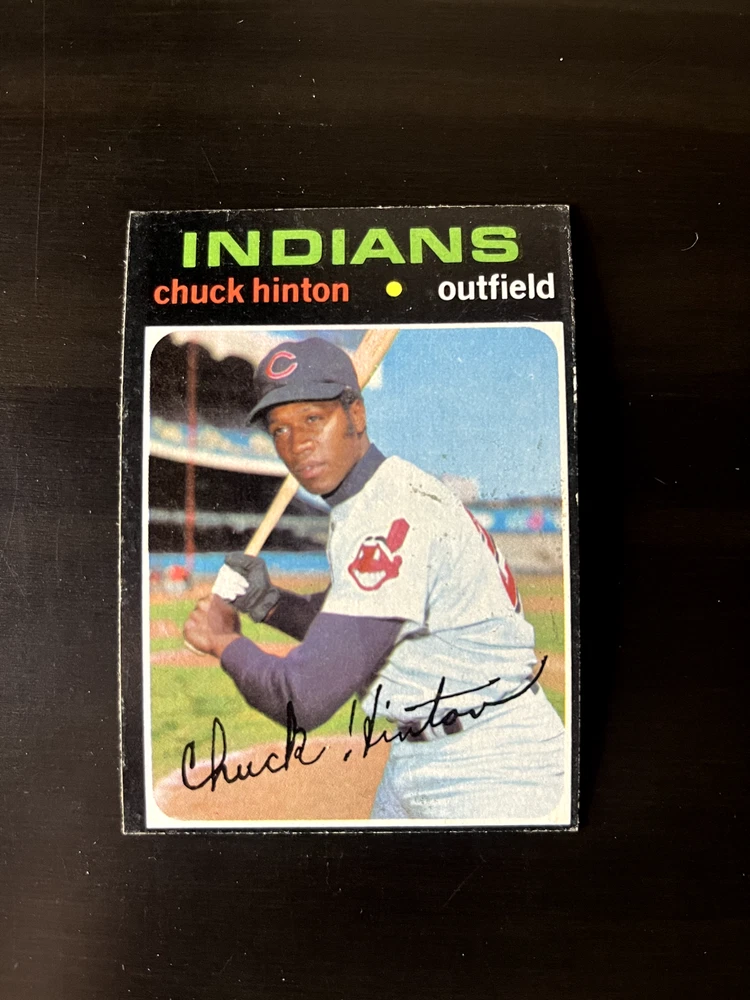 INDIANS
chuck hinton • outfield
C
Chuck Hinton